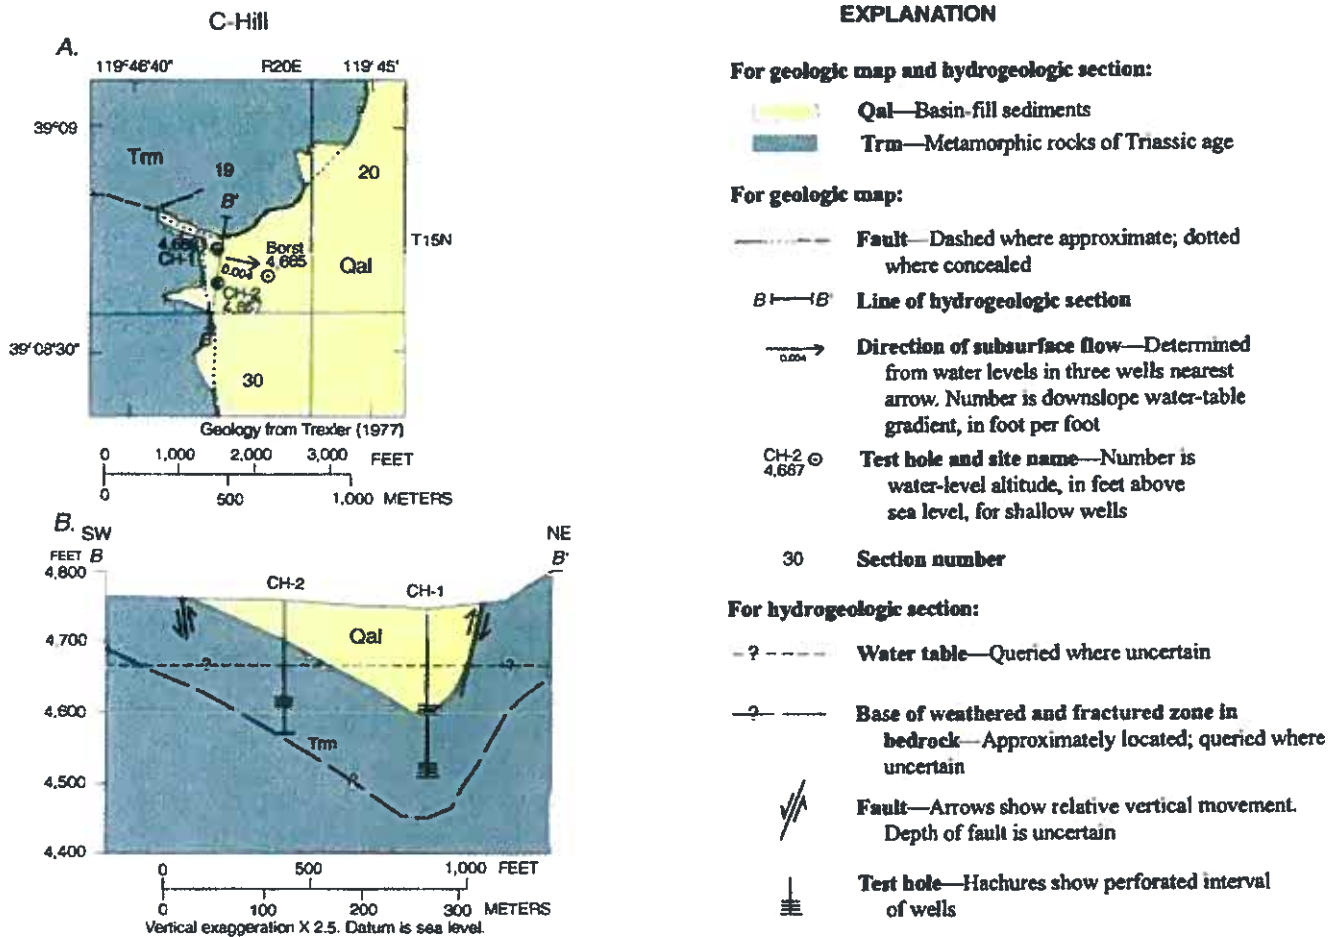 C-Hill
A.
119°46'40" R20E 119°45'
39°09
Trm
19
20
B'
T15N
CH-1
Borst
4,665
0.004
Qal
CH-2
4,667
39°08'30"
B
30
Geology from Trexler (1977)
0 1,000 2,000 3,000 FEET
0 500 1,000 METERS
B.
SW NE
FEET B B'
4,800
CH-2 CH-1
4,700
Qal
? ?
4,600
Trm
4,500
?
4,400
0 500 1,000 FEET
0 100 200 300 METERS
Vertical exaggeration X 2.5. Datum is sea level.
EXPLANATION
For geologic map and hydrogeologic section:
Qal—Basin-fill sediments
Trm—Metamorphic rocks of Triassic age
For geologic map:
Fault—Dashed where approximate; dotted
where concealed
B B' Line of hydrogeologic section
0.004
Direction of subsurface flow—Determined
from water levels in three wells nearest
arrow. Number is downslope water-table
gradient, in foot per foot
CH-2
4,667
Test hole and site name—Number is
water-level altitude, in feet above
sea level, for shallow wells
30 Section number
For hydrogeologic section:
? Water table—Queried where uncertain
? Base of weathered and fractured zone in
bedrock—Approximately located; queried where
uncertain
Fault—Arrows show relative vertical movement.
Depth of fault is uncertain
Test hole—Hachures show perforated interval
of wells